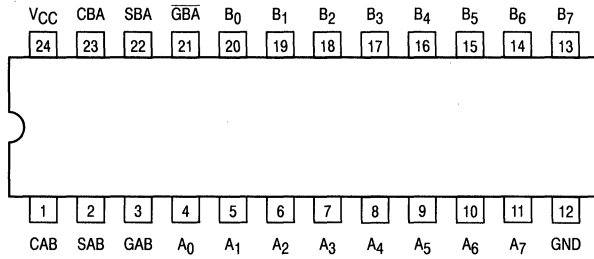 V_CC CBA SBA G̅B̅A̅ B₀ B₁ B₂ B₃ B₄ B₅ B₆ B₇
24 23 22 21 20 19 18 17 16 15 14 13
1 2 3 4 5 6 7 8 9 10 11 12
CAB SAB GAB A₀ A₁ A₂ A₃ A₄ A₅ A₆ A₇ GND